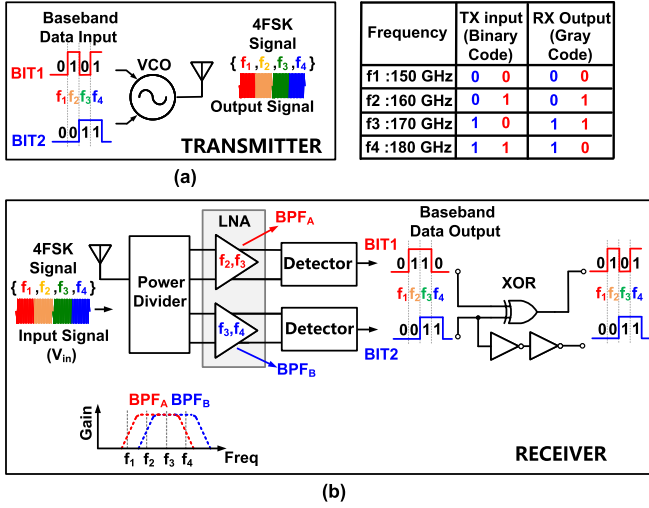 Baseband
Data Input
BIT1
0 1 0 1
f1 f2 f3 f4
BIT2
0 0 1 1
VCO
4FSK
Signal
{ f1 , f2 , f3 , f4 }
Output Signal
TRANSMITTER
(a)
Frequency TX input (Binary Code) RX Output (Gray Code)
f1 :150 GHz 0 0 0 0
f2 :160 GHz 0 1 0 1
f3 :170 GHz 1 0 1 1
f4 :180 GHz 1 1 1 0
4FSK
Signal
{ f1 , f2 , f3 , f4 }
Input Signal
(Vin)
Power
Divider
LNA
BPFA
f2, f3
f3, f4
BPFB
Detector
Detector
Baseband
Data Output
BIT1
0 1 1 0
f1 f2 f3 f4
BIT2
0 0 1 1
XOR
0 1 0 1
f1 f2 f3 f4
0 0 1 1
Gain
BPFA BPFB
f1 f2 f3 f4
Freq
RECEIVER
(b)